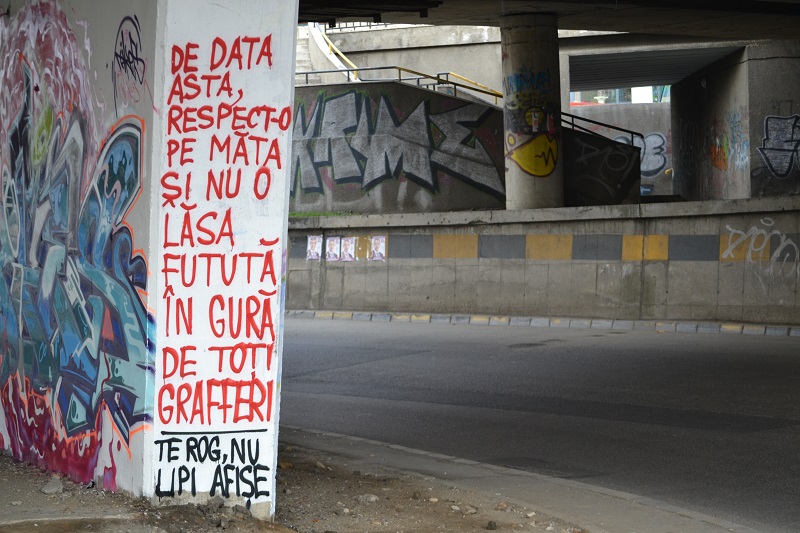 DE DATA
ASTA,
RESPECT-O
PE MĂTA
ȘI NU O
LĂSA
FUTUTĂ
ÎN GURĂ
DE TOȚI
GRAFFERI
TE ROG, NU
LIPI AFIȘE